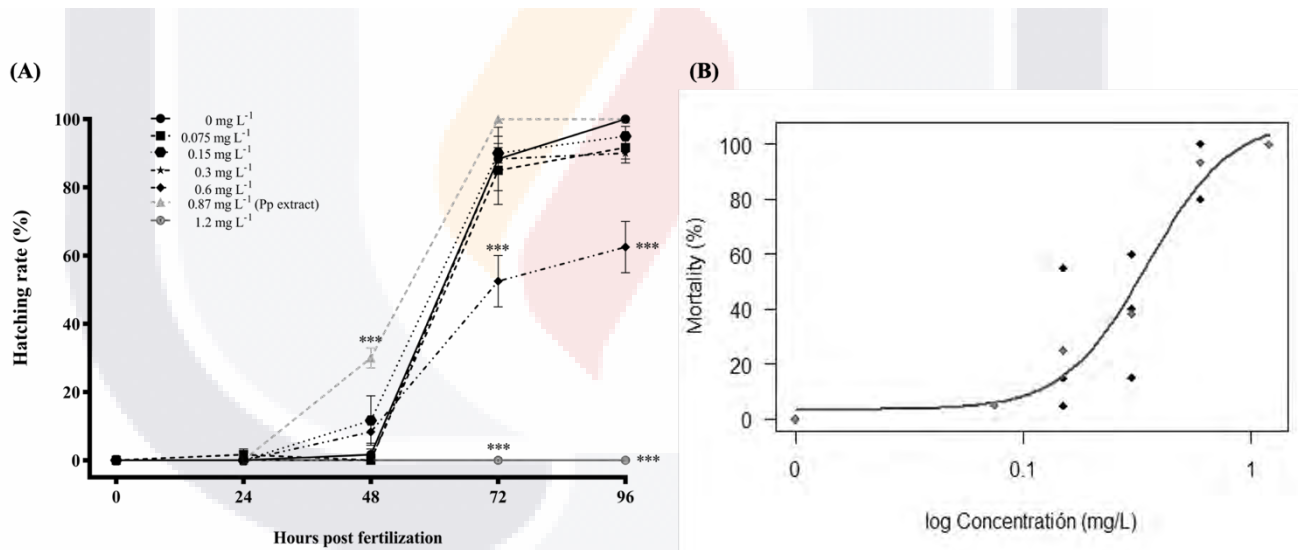 (A)
Hatching rate (%)
100
80
60
40
20
0
0 mg L⁻¹
0.075 mg L⁻¹
0.15 mg L⁻¹
0.3 mg L⁻¹
0.6 mg L⁻¹
0.87 mg L⁻¹ (Pp extract)
1.2 mg L⁻¹
***
***
***
***
***
0
24
48
72
96
Hours post fertilization
(B)
Mortality (%)
100
80
60
40
20
0
0
0.1
1
log Concentratión (mg/L)